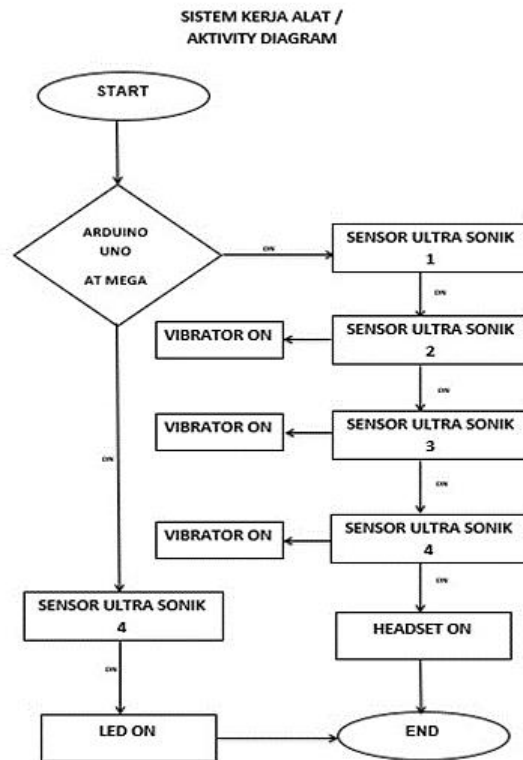 SISTEM KERJA ALAT /
AKTIVITY DIAGRAM
START
ARDUINO
UNO
AT MEGA
ON
SENSOR ULTRA SONIK
1
ON
VIBRATOR ON
SENSOR ULTRA SONIK
2
ON
VIBRATOR ON
SENSOR ULTRA SONIK
3
ON
ON
VIBRATOR ON
SENSOR ULTRA SONIK
4
ON
SENSOR ULTRA SONIK
4
HEADSET ON
ON
LED ON
END